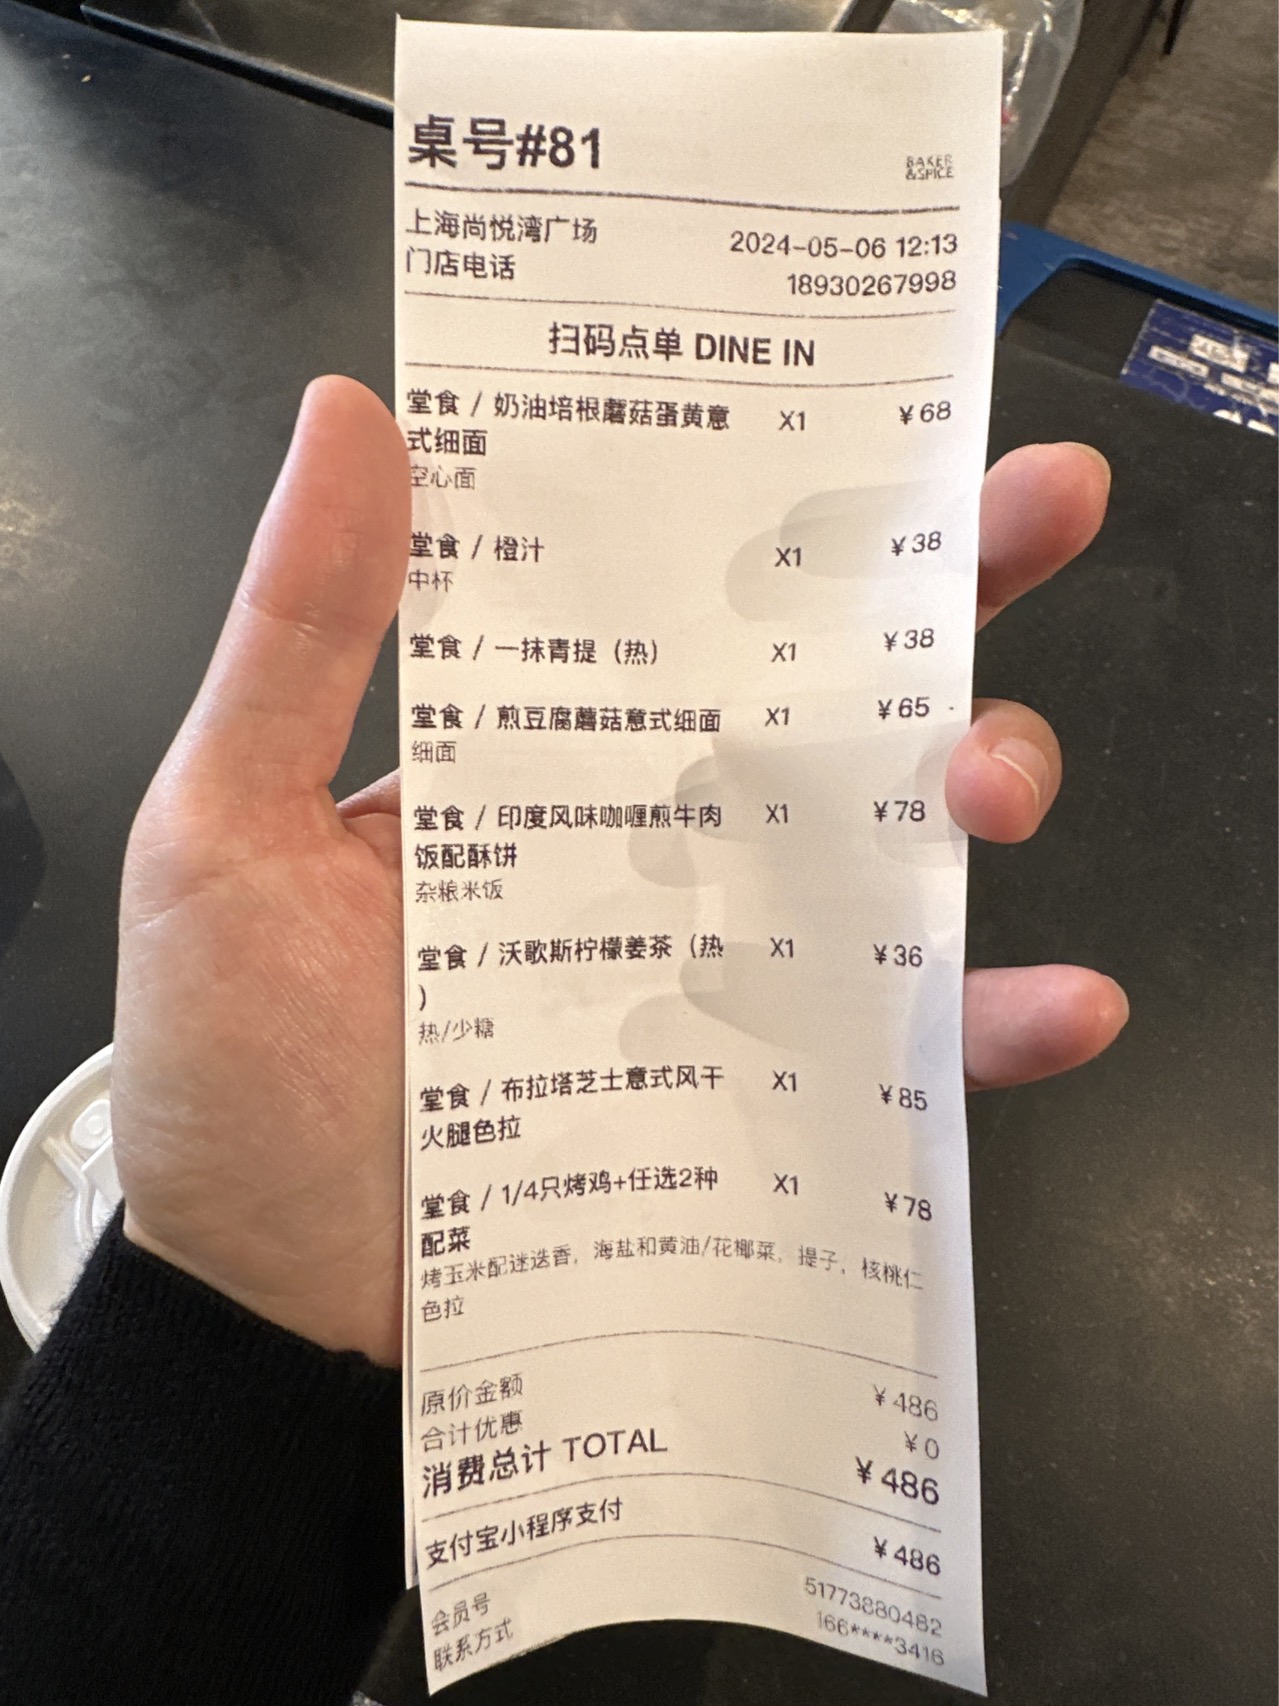 桌号#81
BAKER
&SPICE
上海尚悦湾广场 2024-05-06 12:13
门店电话 18930267998
扫码点单 DINE IN
堂食 / 奶油培根蘑菇蛋黄意 X1 ¥68
式细面
空心面
堂食 / 橙汁 X1 ¥38
中杯
堂食 / 一抹青提（热） X1 ¥38
堂食 / 煎豆腐蘑菇意式细面 X1 ¥65
细面
堂食 / 印度风味咖喱煎牛肉 X1 ¥78
饭配酥饼
杂粮米饭
堂食 / 沃歌斯柠檬姜茶（热 X1 ¥36
）
热/少糖
堂食 / 布拉塔芝士意式风干 X1 ¥85
火腿色拉
堂食 / 1/4只烤鸡+任选2种 X1 ¥78
配菜
烤玉米配迷迭香，海盐和黄油/花椰菜，提子，核桃仁
色拉
原价金额 ¥486
合计优惠 ¥0
消费总计 TOTAL ¥486
支付宝小程序支付 ¥486
会员号 51773880482
联系方式 166****3416